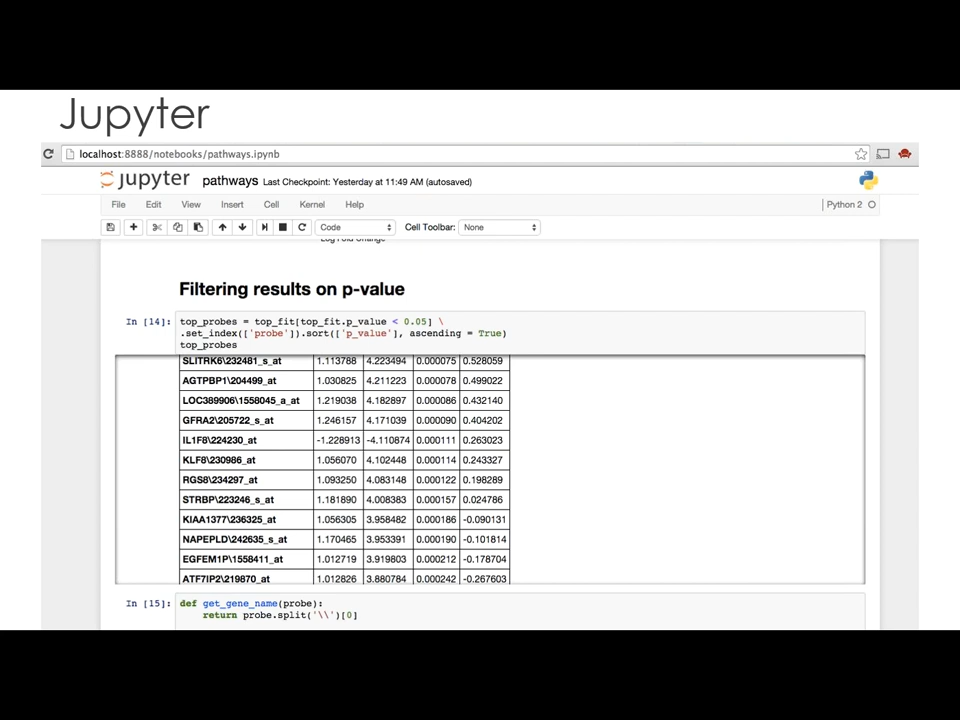 Jupyter
localhost:8888/notebooks/pathways.ipynb
jupyter pathways Last Checkpoint: Yesterday at 11:49 AM (autosaved)
File Edit View Insert Cell Kernel Help Python 2
Code Cell Toolbar: None
Log Fold Change
Filtering results on p-value
In [14]: top_probes = top_fit[top_fit.p_value < 0.05] \
.set_index(['probe']).sort(['p_value'], ascending = True)
top_probes
SLITRK6\232481_s_at 1.113788 4.223494 0.000075 0.528059
AGTPBP1\204499_at 1.030825 4.211223 0.000078 0.499022
LOC389906\1558045_a_at 1.219038 4.182897 0.000086 0.432140
GFRA2\205722_s_at 1.246157 4.171039 0.000090 0.404202
IL1F8\224230_at -1.228913 -4.110874 0.000111 0.263023
KLF8\230986_at 1.056070 4.102448 0.000114 0.243327
RGS8\234297_at 1.093250 4.083148 0.000122 0.198289
STRBP\223246_s_at 1.181890 4.008383 0.000157 0.024786
KIAA1377\236325_at 1.056305 3.958482 0.000186 -0.090131
NAPEPLD\242635_s_at 1.170465 3.953391 0.000190 -0.101814
EGFEM1P\1558411_at 1.012719 3.919803 0.000212 -0.178704
ATF7IP2\219870_at 1.012826 3.880784 0.000242 -0.267603
In [15]: def get_gene_name(probe):
return probe.split('\\')[0]